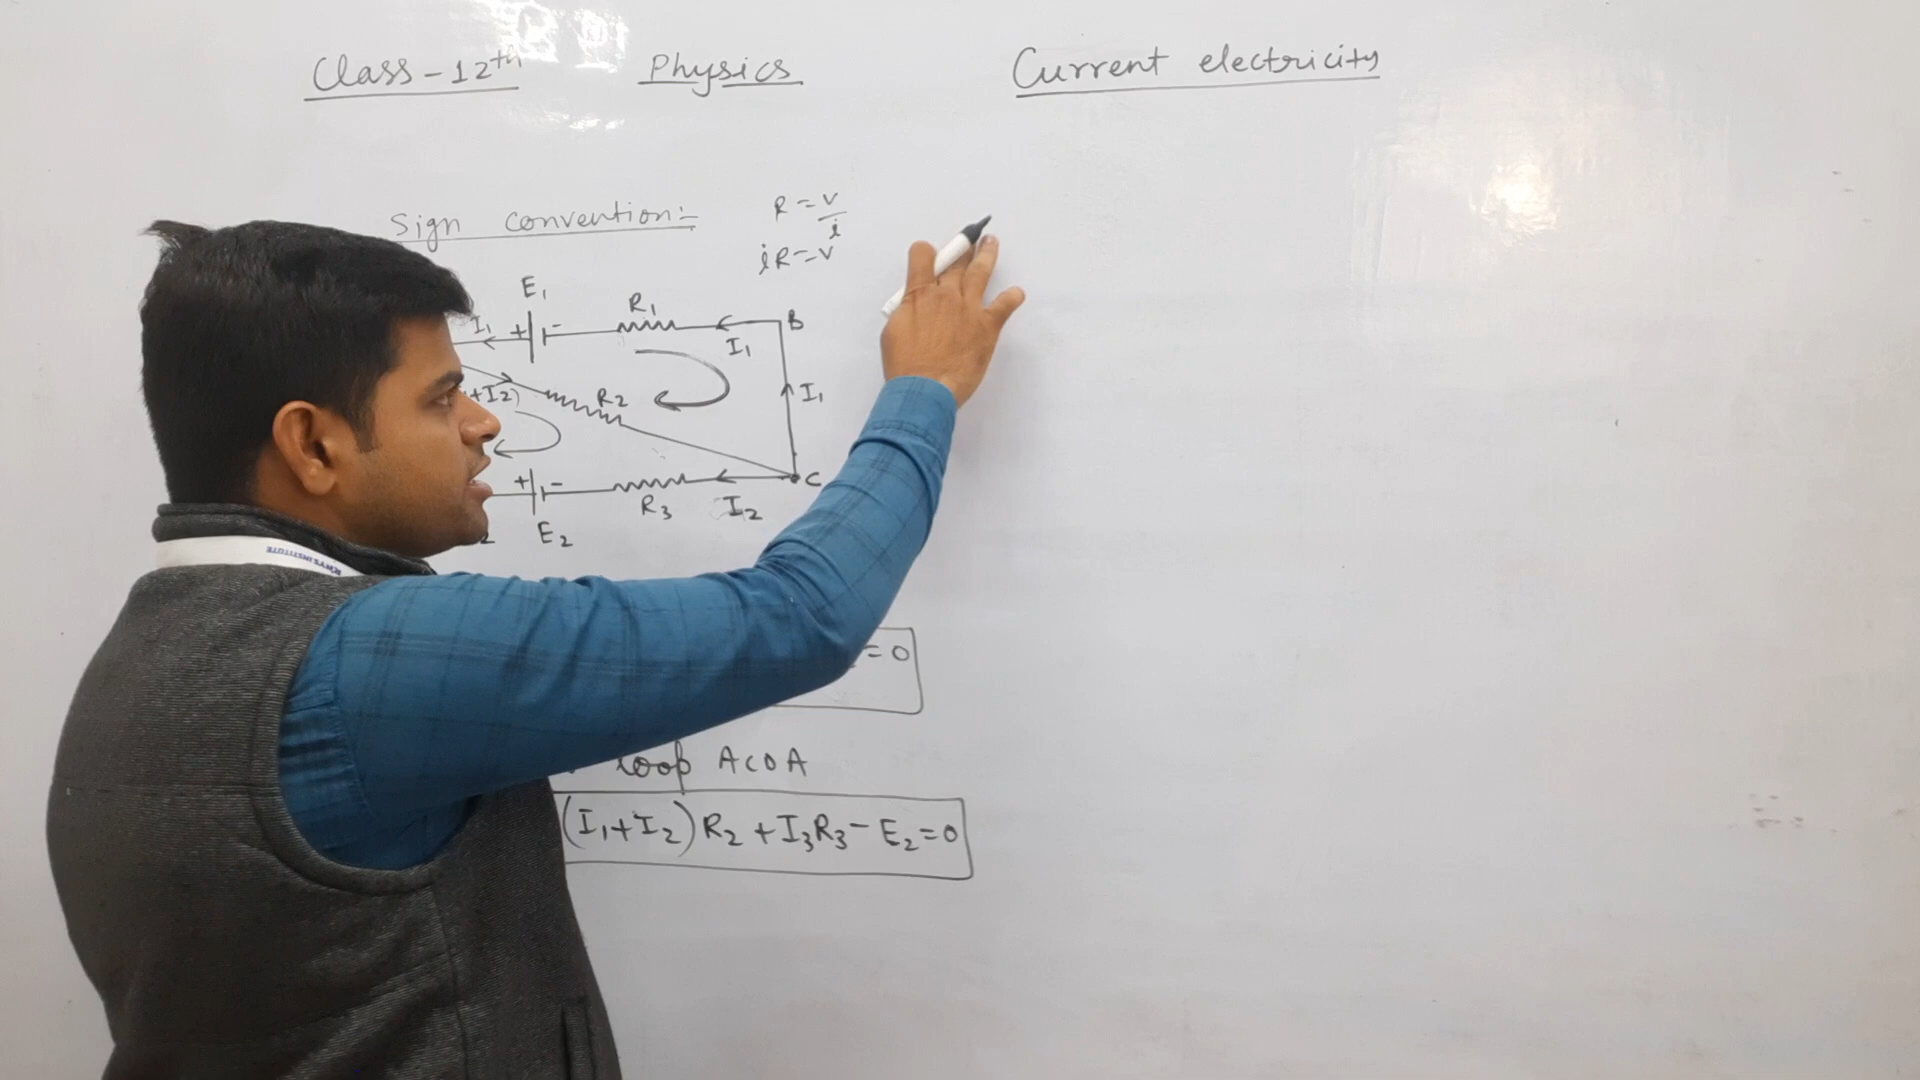 Class-12th Physics Current electricity
Sign convention:-
R = V/i
iR = V
E1
R1
I1 + - B
I1
I1
+I2) R2
+ - C
R3 I2
E2
= 0
loop ACDA
(I1+I2) R2 + I3R3 - E2 = 0
INSTITUTE